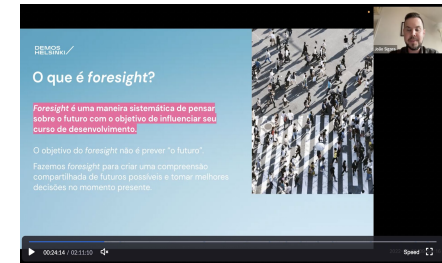 DEMOS
HELSINKI
O que é foresight?
Foresight é uma maneira sistemática de pensar
sobre o futuro com o objetivo de influenciar seu
curso de desenvolvimento.
O objetivo do foresight não é prever "o futuro".
Fazemos foresight para criar uma compreensão
compartilhada de futuros possíveis e tomar melhores
decisões no momento presente.
00:24:14 / 02:11:10
Speed